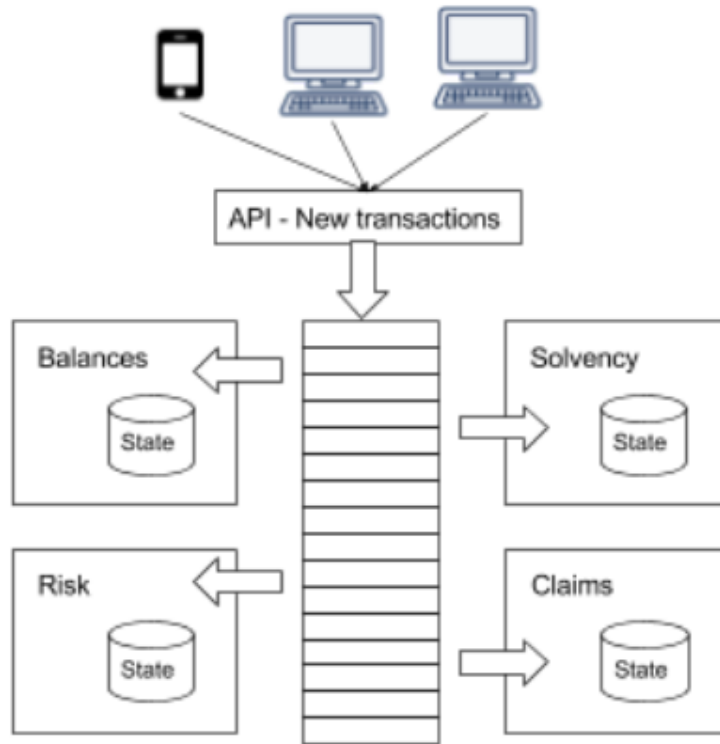 API - New transactions
Balances
State
Solvency
State
Risk
State
Claims
State